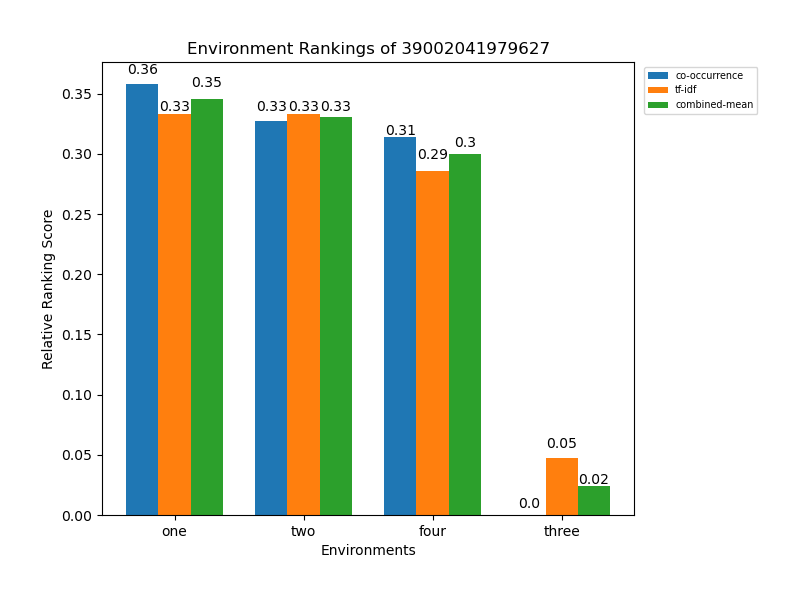 Environment Rankings of 39002041979627
co-occurrence
tf-idf
combined-mean
0.36
0.33
0.35
0.33
0.33
0.33
0.31
0.29
0.3
0.0
0.05
0.02
Relative Ranking Score
0.35
0.30
0.25
0.20
0.15
0.10
0.05
0.00
one two four three
Environments